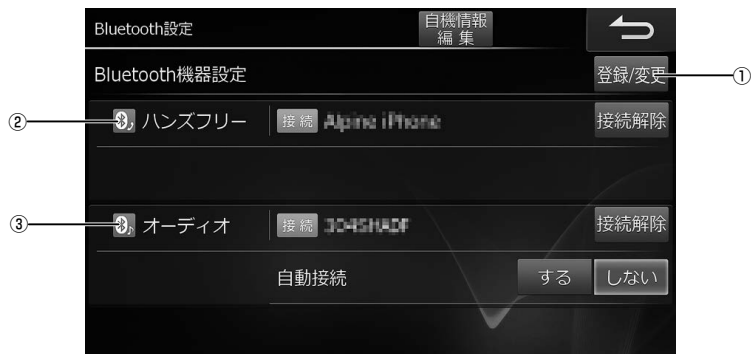 Bluetooth設定
自機情報
編 集
Bluetooth機器設定
登録/変更
①
②
ハンズフリー
接続
Alpine iPhone
接続解除
③
オーディオ
接続
接続解除
自動接続
する
しない